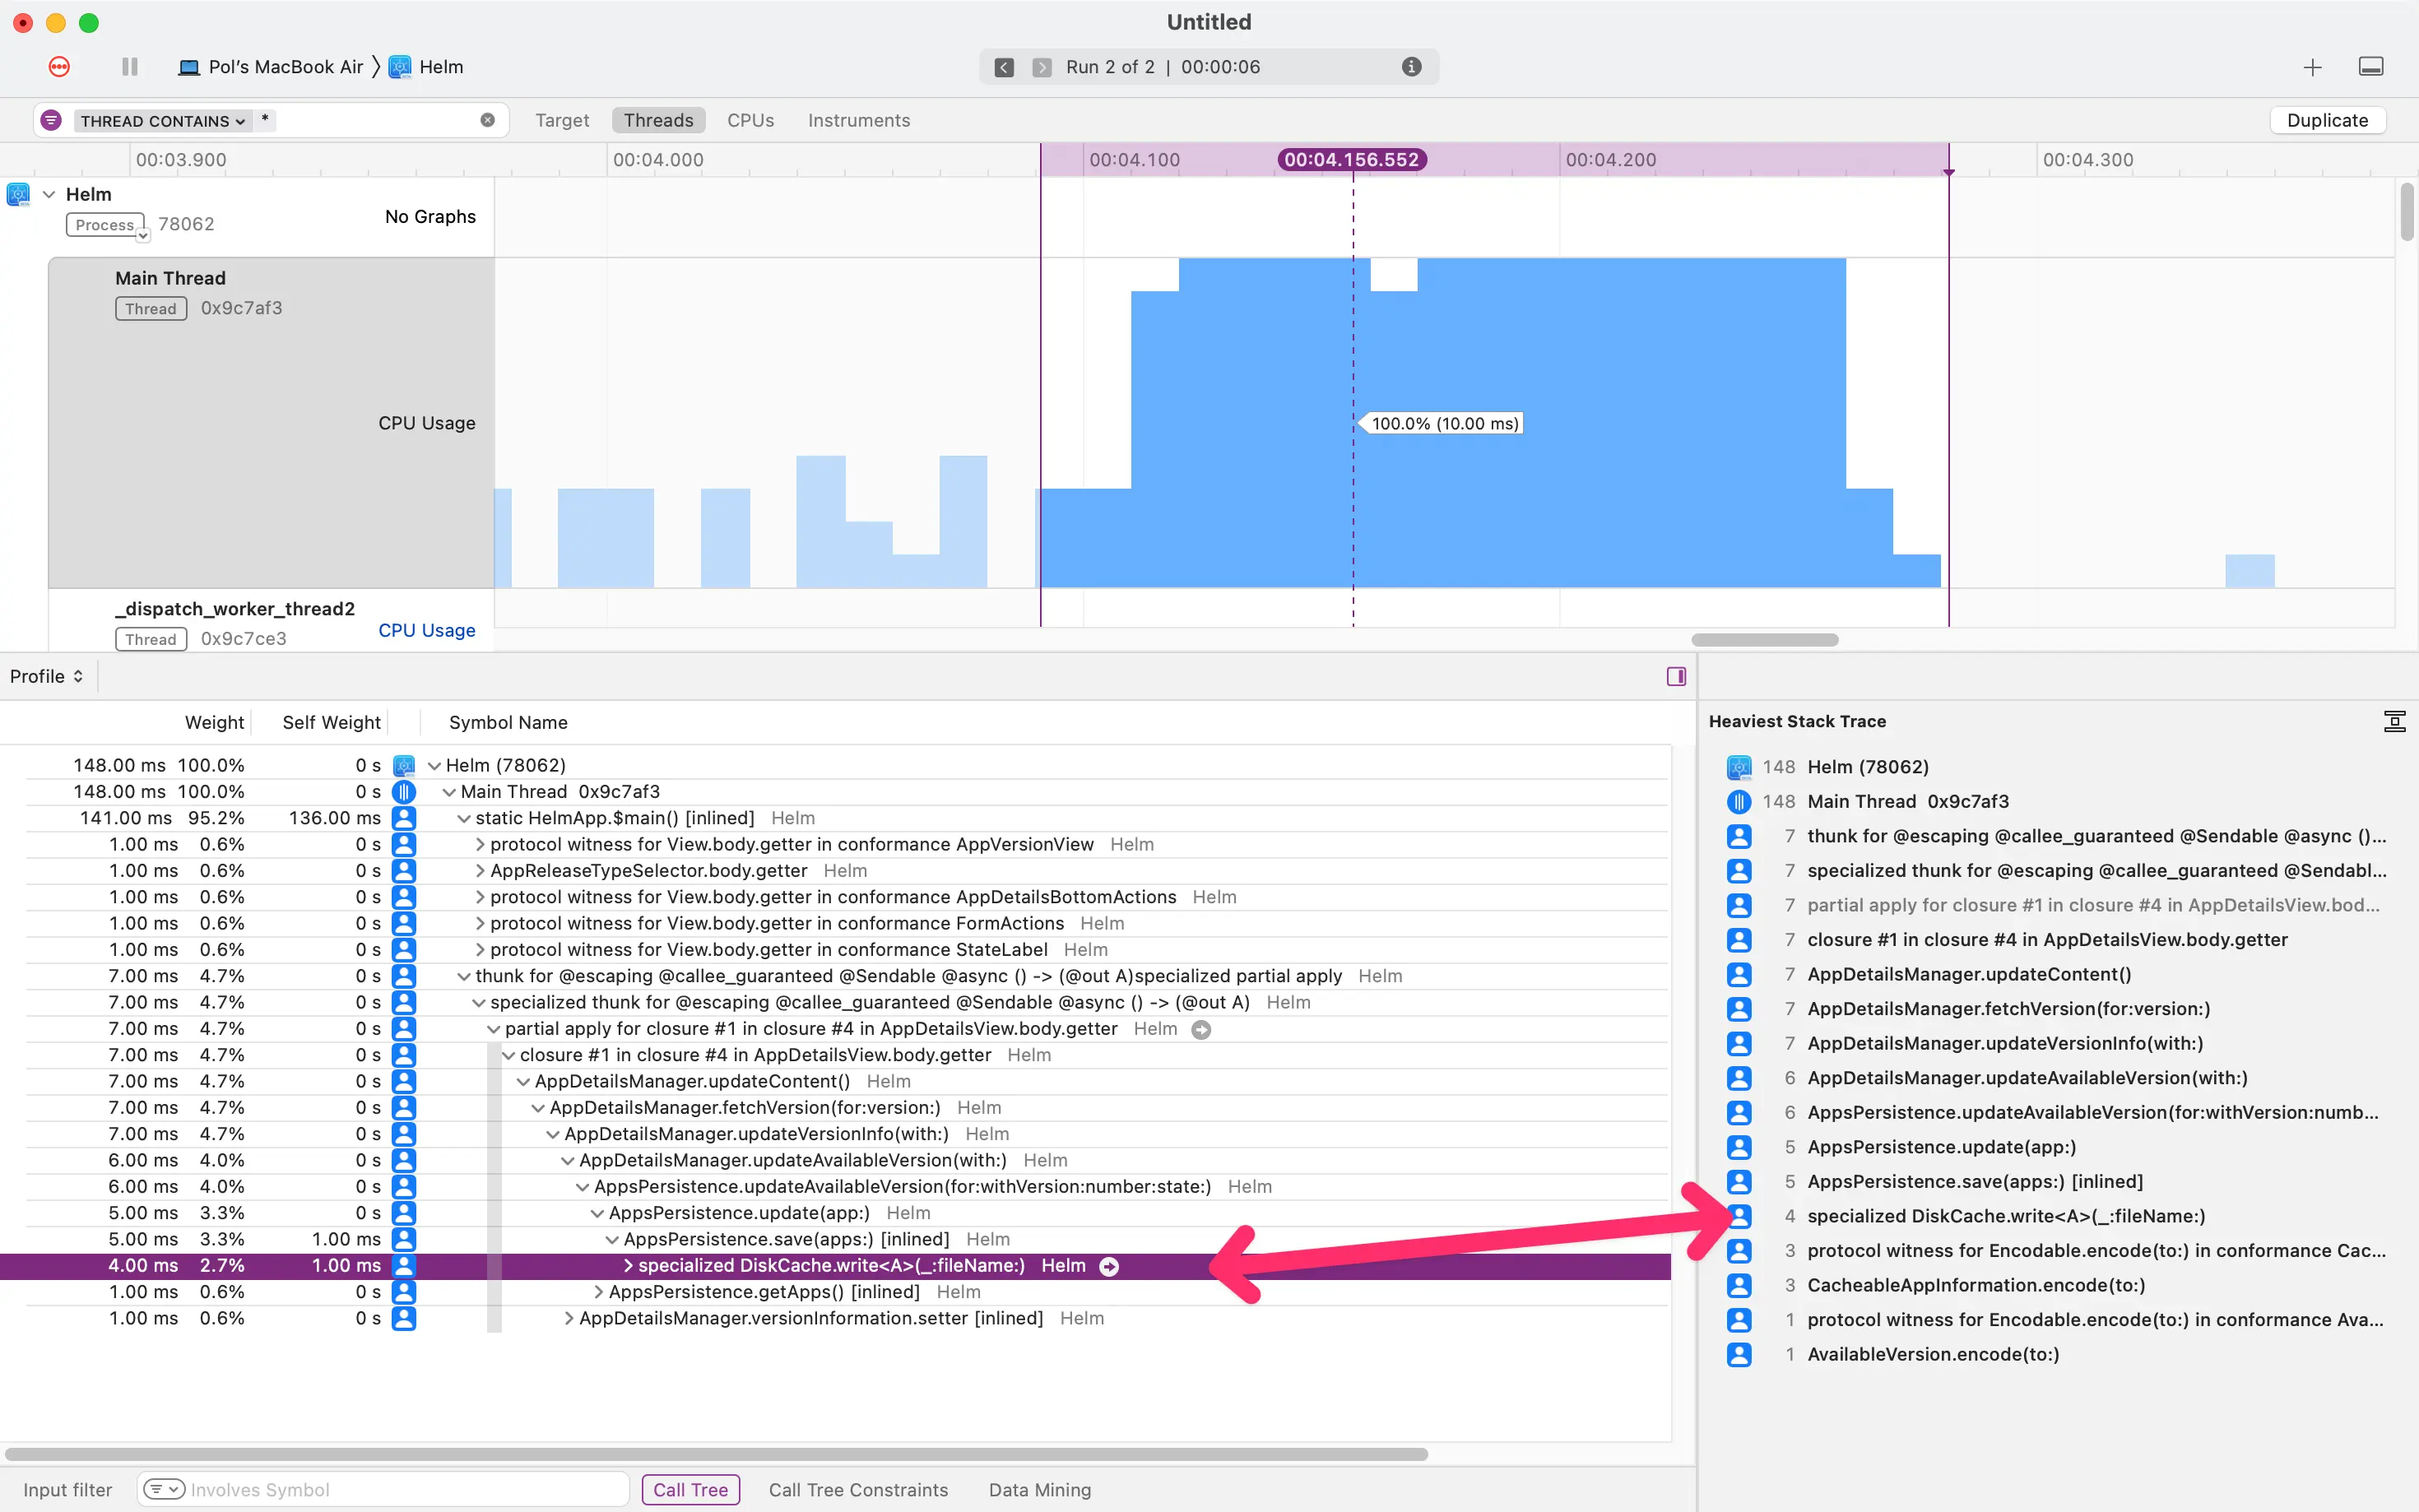 Untitled
Pol's MacBook Air 〉 Helm
Run 2 of 2 | 00:00:06
THREAD CONTAINS *
Target Threads CPUs Instruments
Duplicate
00:03.900 00:04.000 00:04.100 00:04.156.552 00:04.200 00:04.300
Helm
Process 78062
No Graphs
Main Thread
Thread 0x9c7af3
CPU Usage
100.0% (10.00 ms)
_dispatch_worker_thread2
Thread 0x9c7ce3
CPU Usage
Profile
Weight Self Weight Symbol Name
148.00 ms 100.0% 0 s Helm (78062)
148.00 ms 100.0% 0 s Main Thread 0x9c7af3
141.00 ms 95.2% 136.00 ms static HelmApp.$main() [inlined] Helm
1.00 ms 0.6% 0 s protocol witness for View.body.getter in conformance AppVersionView Helm
1.00 ms 0.6% 0 s AppReleaseTypeSelector.body.getter Helm
1.00 ms 0.6% 0 s protocol witness for View.body.getter in conformance AppDetailsBottomActions Helm
1.00 ms 0.6% 0 s protocol witness for View.body.getter in conformance FormActions Helm
1.00 ms 0.6% 0 s protocol witness for View.body.getter in conformance StateLabel Helm
7.00 ms 4.7% 0 s thunk for @escaping @callee_guaranteed @Sendable @async () -> (@out A)specialized partial apply Helm
7.00 ms 4.7% 0 s specialized thunk for @escaping @callee_guaranteed @Sendable @async () -> (@out A) Helm
7.00 ms 4.7% 0 s partial apply for closure #1 in closure #4 in AppDetailsView.body.getter Helm
7.00 ms 4.7% 0 s closure #1 in closure #4 in AppDetailsView.body.getter Helm
7.00 ms 4.7% 0 s AppDetailsManager.updateContent() Helm
7.00 ms 4.7% 0 s AppDetailsManager.fetchVersion(for:version:) Helm
7.00 ms 4.7% 0 s AppDetailsManager.updateVersionInfo(with:) Helm
6.00 ms 4.0% 0 s AppDetailsManager.updateAvailableVersion(with:) Helm
6.00 ms 4.0% 0 s AppsPersistence.updateAvailableVersion(for:withVersion:number:state:) Helm
5.00 ms 3.3% 0 s AppsPersistence.update(app:) Helm
5.00 ms 3.3% 1.00 ms AppsPersistence.save(apps:) [inlined] Helm
4.00 ms 2.7% 1.00 ms specialized DiskCache.write<A>(_:fileName:) Helm
1.00 ms 0.6% 0 s AppsPersistence.getApps() [inlined] Helm
1.00 ms 0.6% 0 s AppDetailsManager.versionInformation.setter [inlined] Helm
Heaviest Stack Trace
148 Helm (78062)
148 Main Thread 0x9c7af3
7 thunk for @escaping @callee_guaranteed @Sendable @async ()...
7 specialized thunk for @escaping @callee_guaranteed @Sendabl...
7 partial apply for closure #1 in closure #4 in AppDetailsView.bod...
7 closure #1 in closure #4 in AppDetailsView.body.getter
7 AppDetailsManager.updateContent()
7 AppDetailsManager.fetchVersion(for:version:)
7 AppDetailsManager.updateVersionInfo(with:)
6 AppDetailsManager.updateAvailableVersion(with:)
6 AppsPersistence.updateAvailableVersion(for:withVersion:numb...
5 AppsPersistence.update(app:)
5 AppsPersistence.save(apps:) [inlined]
4 specialized DiskCache.write<A>(_:fileName:)
3 protocol witness for Encodable.encode(to:) in conformance Cac...
3 CacheableAppInformation.encode(to:)
1 protocol witness for Encodable.encode(to:) in conformance Ava...
1 AvailableVersion.encode(to:)
Input filter Involves Symbol Call Tree Call Tree Constraints Data Mining